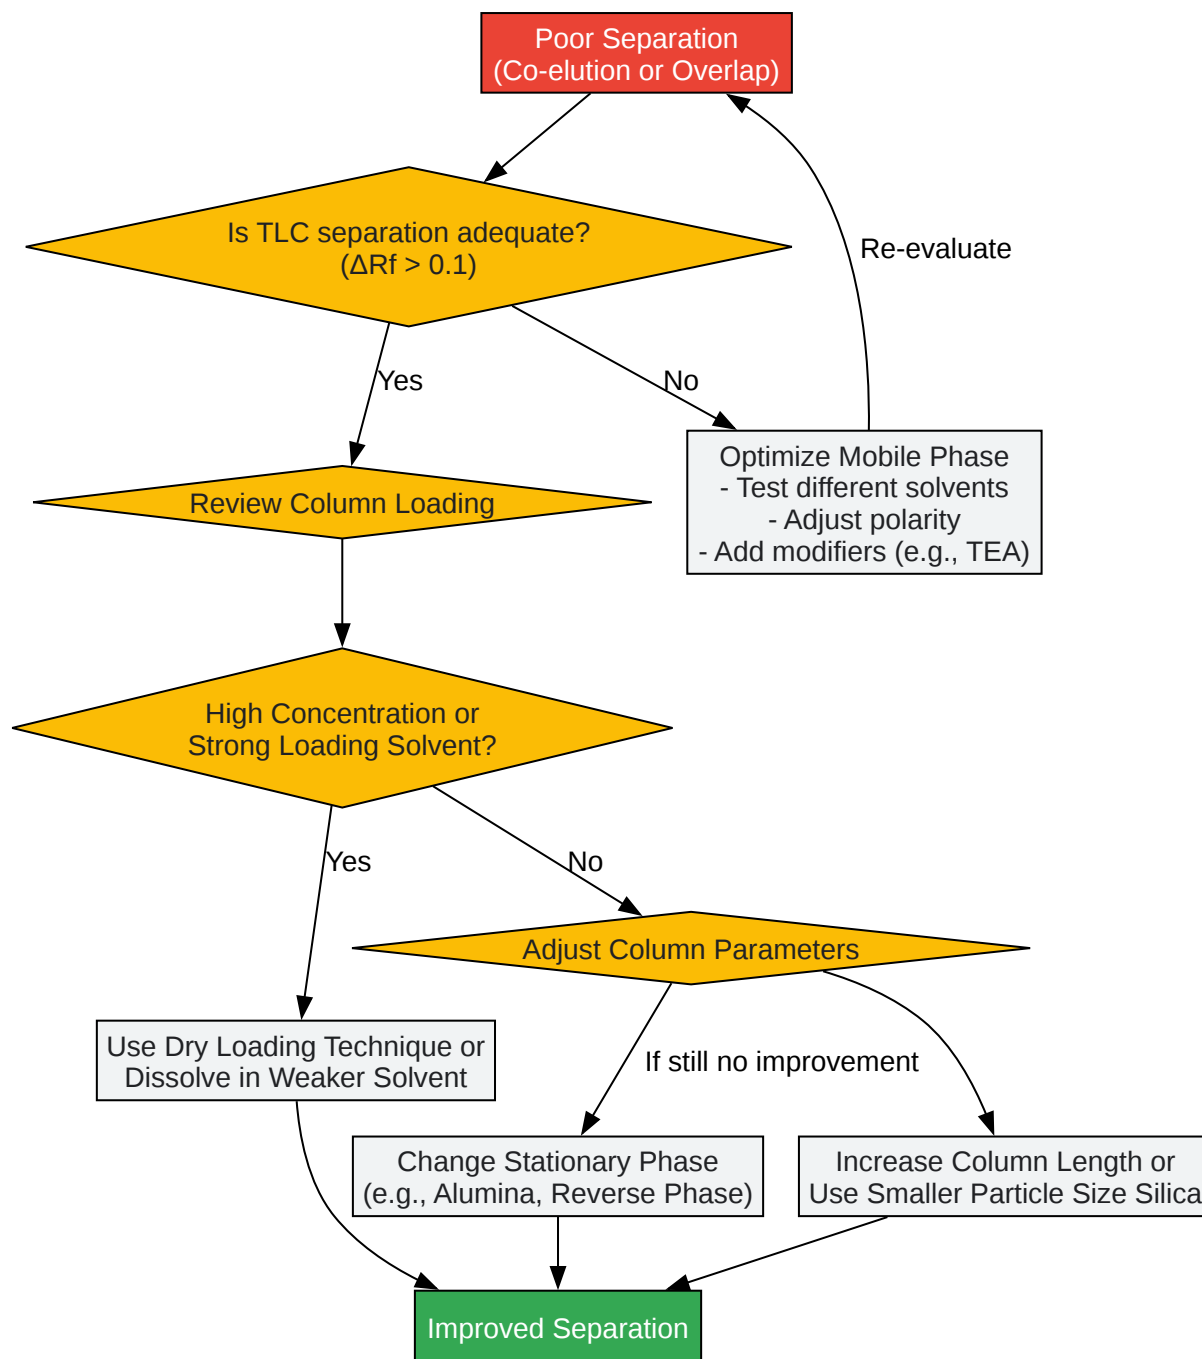 Poor Separation
(Co-elution or Overlap)
Is TLC separation adequate?
(ΔRf > 0.1)
Re-evaluate
Yes
No
Optimize Mobile Phase
- Test different solvents
- Adjust polarity
- Add modifiers (e.g., TEA)
Review Column Loading
High Concentration or
Strong Loading Solvent?
Yes
No
Adjust Column Parameters
Use Dry Loading Technique or
Dissolve in Weaker Solvent
If still no improvement
Change Stationary Phase
(e.g., Alumina, Reverse Phase)
Increase Column Length or
Use Smaller Particle Size Silica
Improved Separation